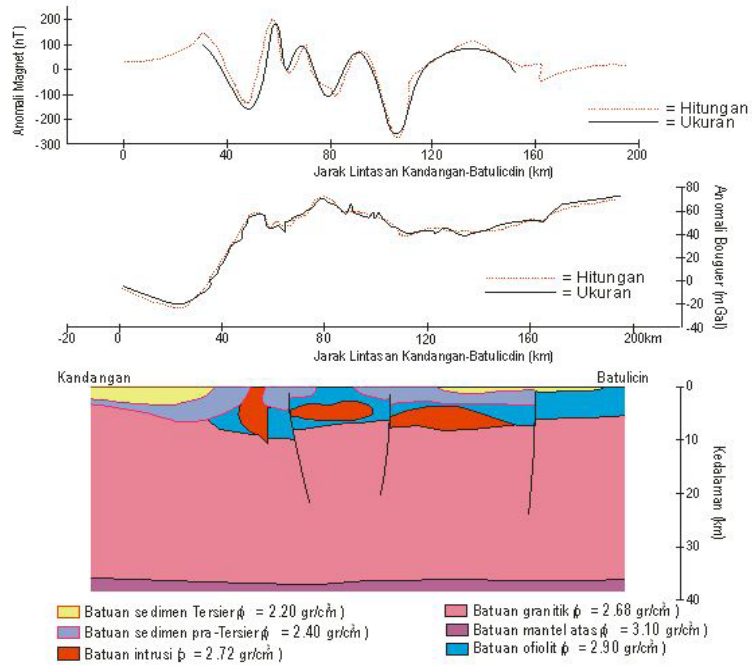 Anomali Magnet (nT)
200
100
0
-100
-200
-300
= Hitungan
= Ukuran
0 40 80 120 160 200
Jarak Lintasan Kandangan-Batulicdin (km)
Anomali Bouguer (mGal)
80
60
40
20
0
-20
-40
= Hitungan
= Ukuran
-20 0 40 80 120 160 200km
Jarak Lintasan Kandangan-Batulicdin (km)
Kandangan Batulicin
Kedalaman (km)
0
10
20
30
40
Batuan sedimen Tersier(ρ = 2.20 gr/cm³)
Batuan sedimen pra-Tersier(ρ = 2.40 gr/cm³)
Batuan intrusi(ρ = 2.72 gr/cm³)
Batuan granitik(ρ = 2.68 gr/cm³)
Batuan mantel atas(ρ = 3.10 gr/cm³)
Batuan ofiolit(ρ = 2.90 gr/cm³)